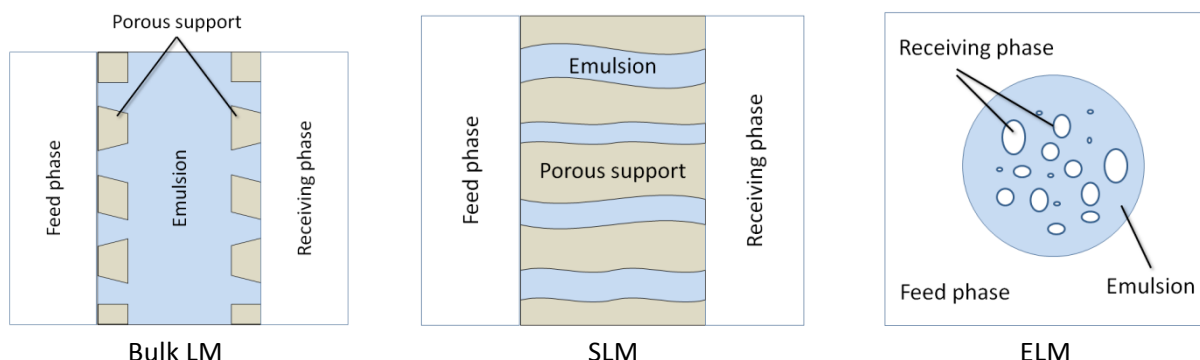 Porous support
Feed phase
Emulsion
Receiving phase
Bulk LM
Emulsion
Feed phase
Porous support
Receiving phase
SLM
Receiving phase
Feed phase
Emulsion
ELM